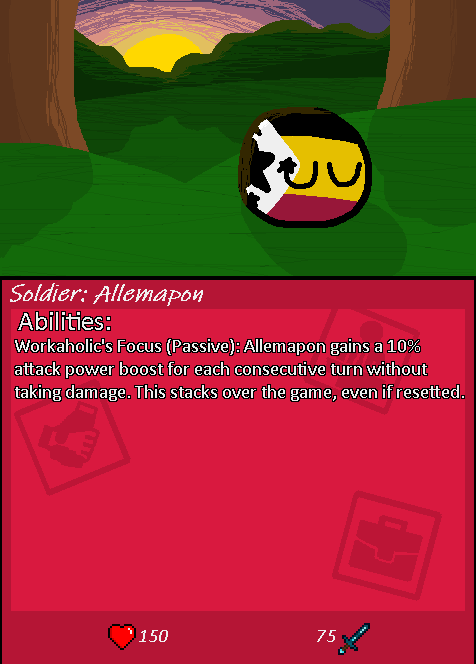 Soldier: Allemapon
Abilities:
Workaholic's Focus (Passive): Allemapon gains a 10%
attack power boost for each consecutive turn without
taking damage. This stacks over the game, even if resetted.
150
75